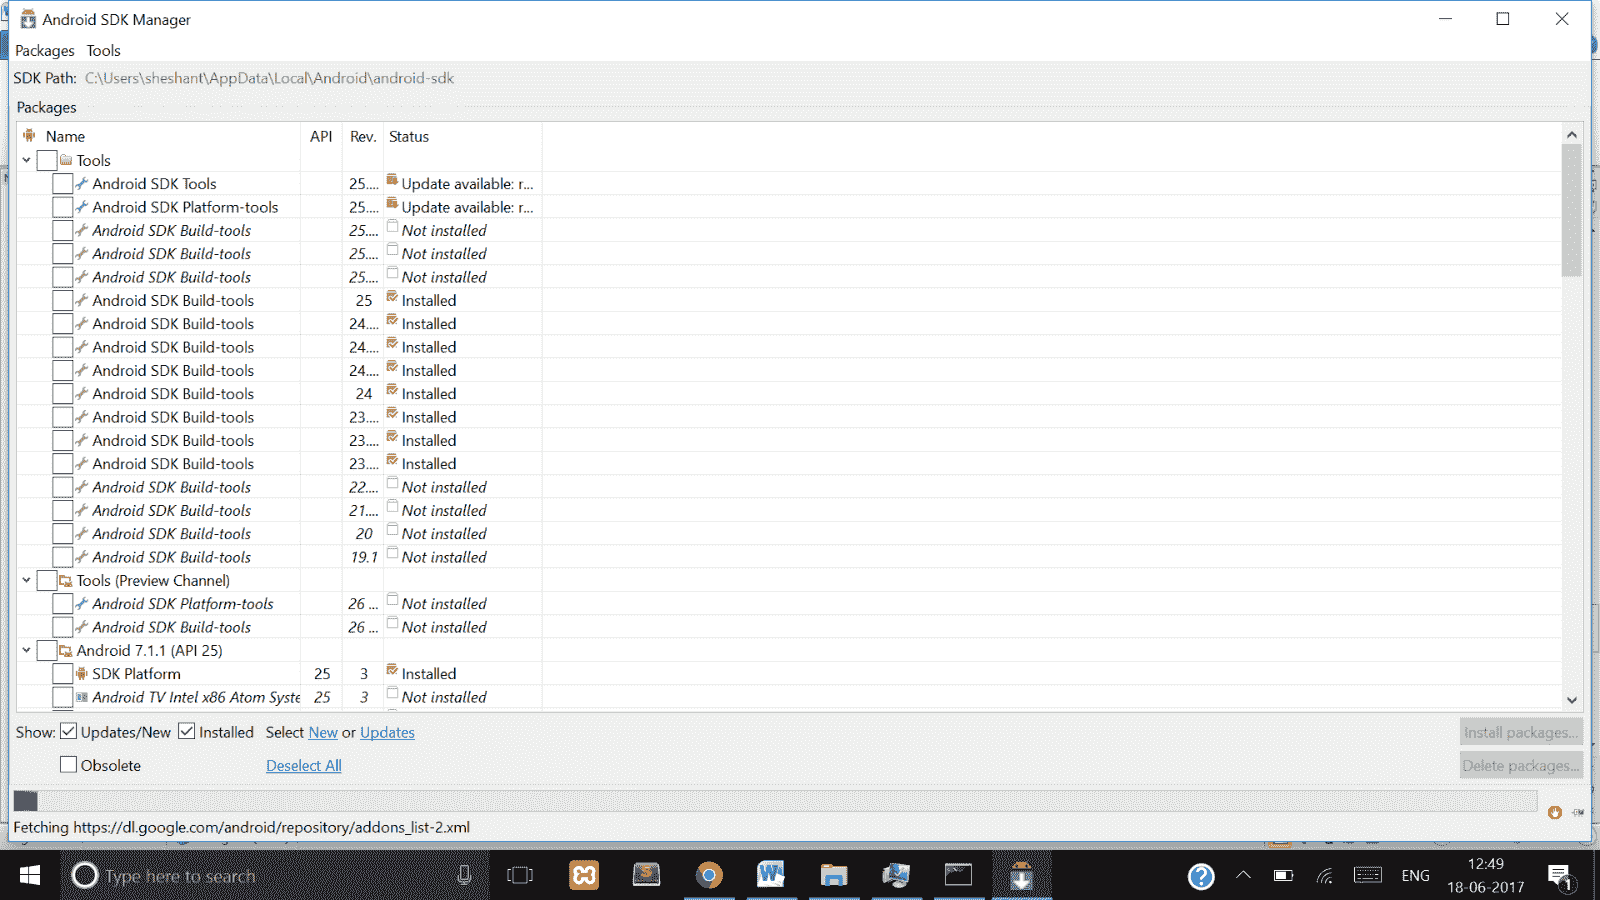 Android SDK Manager
Packages Tools
SDK Path: C:\Users\sheshant\AppData\Local\Android\android-sdk
Packages
Name API Rev. Status
Tools
Android SDK Tools 25.... Update available: r...
Android SDK Platform-tools 25.... Update available: r...
Android SDK Build-tools 25.... Not installed
Android SDK Build-tools 25.... Not installed
Android SDK Build-tools 25.... Not installed
Android SDK Build-tools 25 Installed
Android SDK Build-tools 24.... Installed
Android SDK Build-tools 24.... Installed
Android SDK Build-tools 24.... Installed
Android SDK Build-tools 24 Installed
Android SDK Build-tools 23.... Installed
Android SDK Build-tools 23.... Installed
Android SDK Build-tools 23.... Installed
Android SDK Build-tools 22.... Not installed
Android SDK Build-tools 21.... Not installed
Android SDK Build-tools 20 Not installed
Android SDK Build-tools 19.1 Not installed
Tools (Preview Channel)
Android SDK Platform-tools 26 ... Not installed
Android SDK Build-tools 26 ... Not installed
Android 7.1.1 (API 25)
SDK Platform 25 3 Installed
Android TV Intel x86 Atom Syste 25 3 Not installed
Show: Updates/New Installed Select New or Updates Install packages...
Obsolete Deselect All Delete packages...
Fetching https://dl.google.com/android/repository/addons_list-2.xml
Type here to search ENG 12:49
18-06-2017 1